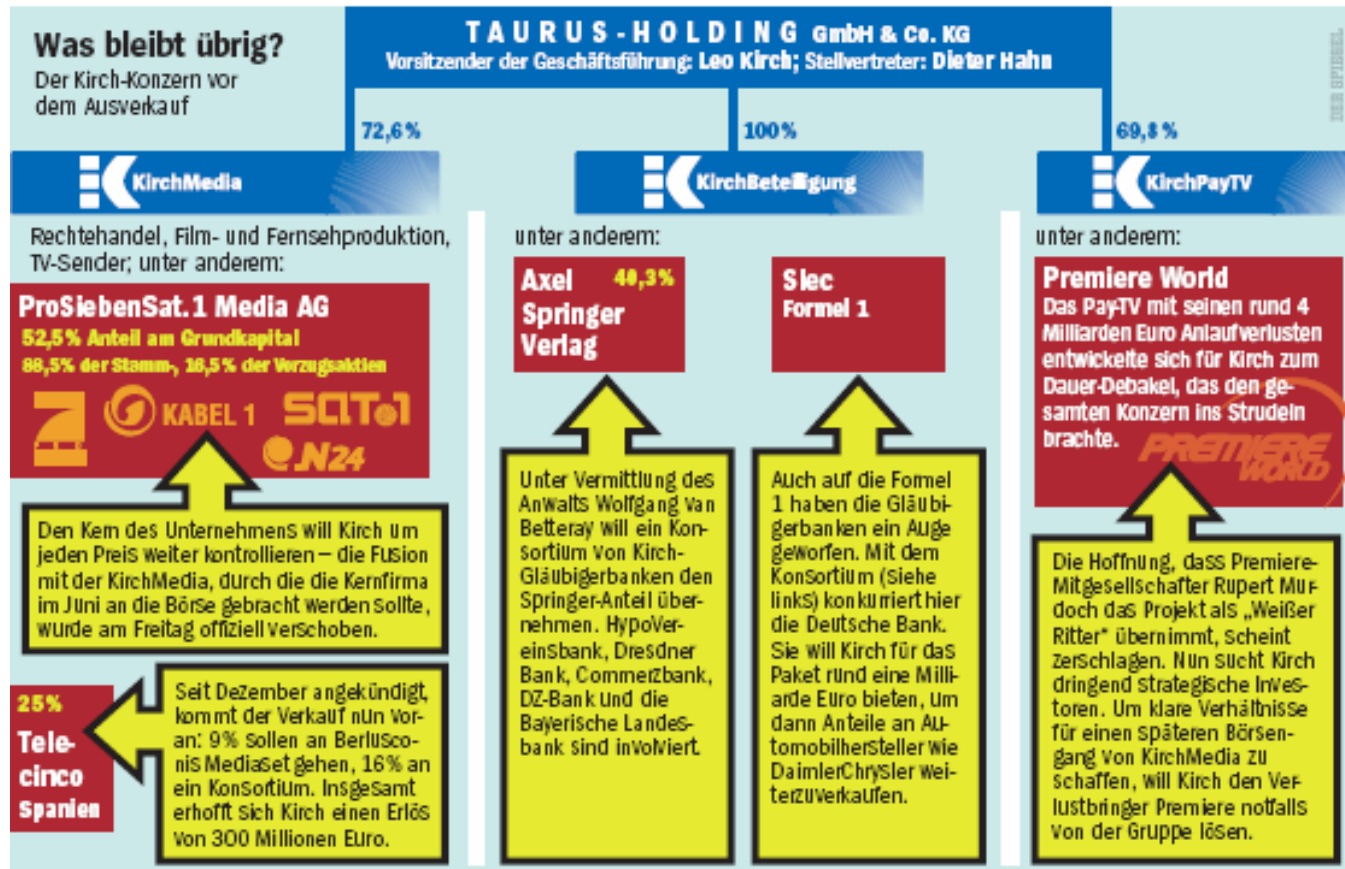 Was bleibt übrig?
Der Kirch-Konzern vor
dem Ausverkauf
TAURUS-HOLDING GmbH & Co. KG
Vorsitzender der Geschäftsführung: Leo Kirch; Stellvertreter: Dieter Hahn
DER SPIEGEL
72,6%
100%
69,8%
KirchMedia
KirchBeteiligung
KirchPayTV
Rechtehandel, Film- und Fernsehproduktion,
TV-Sender; unter anderem:
ProSiebenSat.1 Media AG
52,5% Anteil am Grundkapital
88,5% der Stamm-, 16,5% der Vorzugsaktien
KABEL 1
SAT.1
N24
Den Kern des Unternehmens will Kirch um
jeden Preis weiter kontrollieren – die Fusion
mit der KirchMedia, durch die die Kernfirma
im Juni an die Börse gebracht werden sollte,
wurde am Freitag offiziell verschoben.
25%
Tele-
cinco
Spanien
Seit Dezember angekündigt,
kommt der Verkauf nun vor-
an: 9% sollen an Berlusco-
nis Mediaset gehen, 16% an
ein Konsortium. Insgesamt
erhofft sich Kirch einen Erlös
von 300 Millionen Euro.
unter anderem:
Axel 40,3%
Springer
Verlag
Unter Vermittlung des
Anwalts Wolfgang van
Betteray will ein Kon-
sortium von Kirch-
Gläubigerbanken den
Springer-Anteil über-
nehmen. HypoVer-
einsbank, Dresdner
Bank, Commerzbank,
DZ-Bank und die
Bayerische Landes-
bank sind involviert.
Slec
Formel 1
Auch auf die Formel
1 haben die Gläubi-
gerbanken ein Auge
geworfen. Mit dem
Konsortium (siehe
links) konkurriert hier
die Deutsche Bank.
Sie will Kirch für das
Paket rund eine Milli-
arde Euro bieten, um
dann Anteile an Au-
tomobilhersteller wie
DaimlerChrysler wei-
terzuverkaufen.
unter anderem:
Premiere World
Das Pay-TV mit seinen rund 4
Milliarden Euro Anlaufverlusten
entwickelte sich für Kirch zum
Dauer-Debakel, das den ge-
samten Konzern ins Strudeln
brachte.
PREMIERE
WORLD
Die Hoffnung, dass Premiere-
Mitgesellschafter Rupert Mur-
doch das Projekt als „Weißer
Ritter“ übernimmt, scheint
zerschlagen. Nun sucht Kirch
dringend strategische Inves-
toren. Um klare Verhältnisse
für einen späteren Börsen-
gang von KirchMedia zu
schaffen, will Kirch den Ver-
lustbringer Premiere notfalls
von der Gruppe lösen.